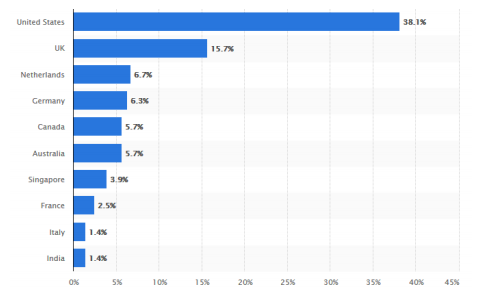 United States 38.1%
UK 15.7%
Netherlands 6.7%
Germany 6.3%
Canada 5.7%
Australia 5.7%
Singapore 3.9%
France 2.5%
Italy 1.4%
India 1.4%
0% 5% 10% 15% 20% 25% 30% 35% 40% 45%